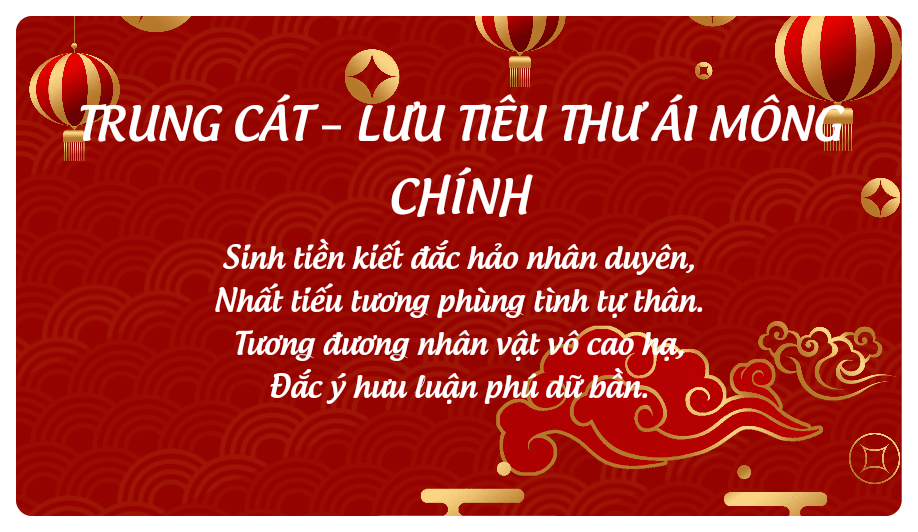 TRUNG CÁT – LƯU TIÊU THƯ ÁI MÔNG
CHÍNH
Sinh tiền kiết đắc hảo nhân duyên,
Nhất tiếu tương phùng tình tự thân.
Tương đương nhân vật vô cao hạ,
Đắc ý hưu luận phú dữ bần.